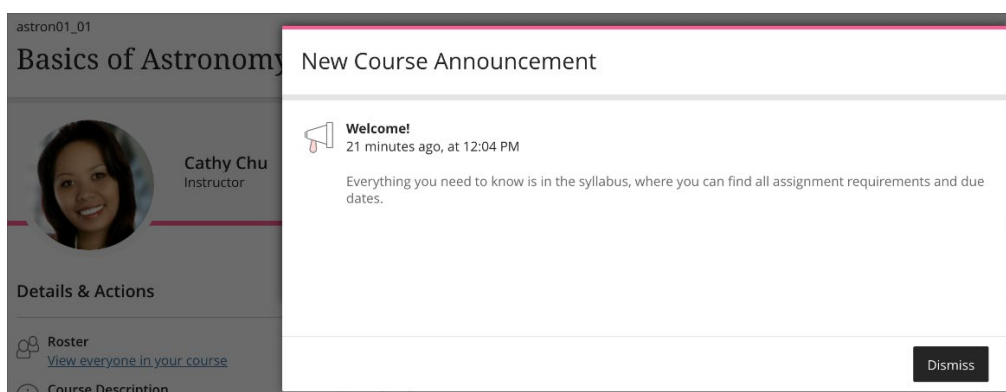 astron01_01
Basics of Astronomy
Cathy Chu
Instructor
Details & Actions
Roster
View everyone in your course
Course Description
New Course Announcement
Welcome!
21 minutes ago, at 12:04 PM
Everything you need to know is in the syllabus, where you can find all assignment requirements and due
dates.
Dismiss